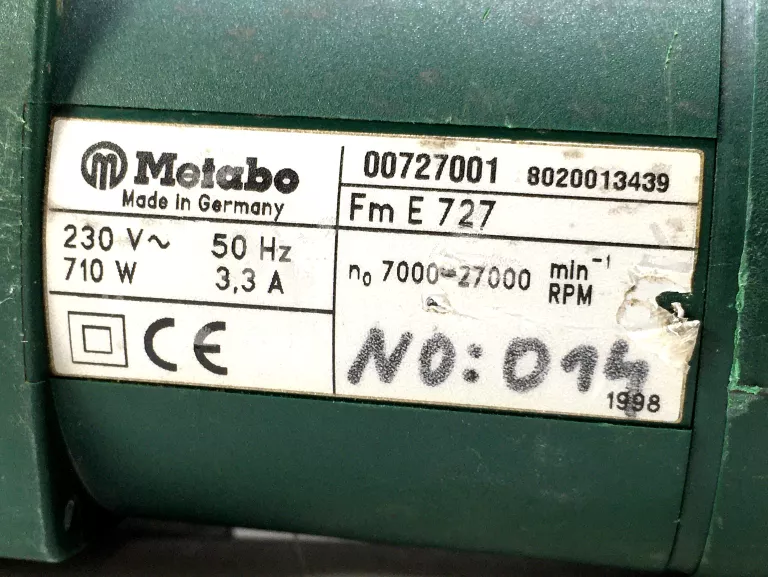 Metabo
Made in Germany
230 V~ 50 Hz
710 W 3,3 A
CE
00727001 8020013439
Fm E 727
n₀ 7000-27000 min⁻¹
RPM
NO: 014
1998